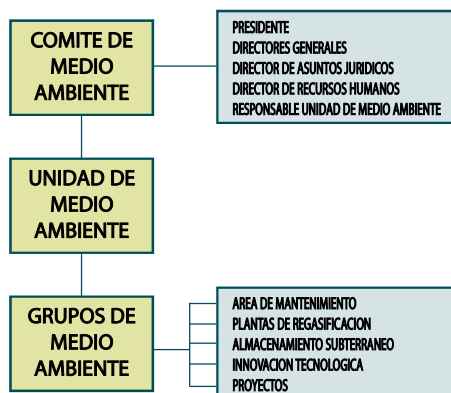 COMITE DE
MEDIO
AMBIENTE
PRESIDENTE
DIRECTORES GENERALES
DIRECTOR DE ASUNTOS JURIDICOS
DIRECTOR DE RECURSOS HUMANOS
RESPONSABLE UNIDAD DE MEDIO AMBIENTE
UNIDAD DE
MEDIO
AMBIENTE
GRUPOS DE
MEDIO
AMBIENTE
AREA DE MANTENIMIENTO
PLANTAS DE REGASIFICACION
ALMACENAMIENTO SUBTERRANEO
INNOVACION TECNOLOGICA
PROYECTOS